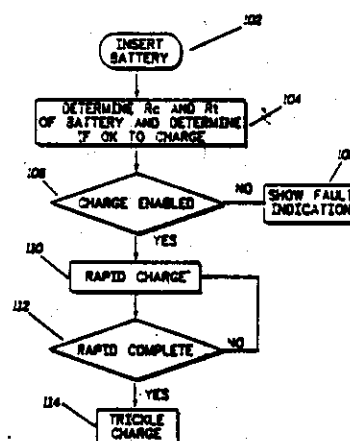 INSERT
BATTERY
102
DETERMINE Rc AND Rt
OF BATTERY AND DETERMINE
IF OK TO CHARGE
104
106
CHARGE ENABLED
NO
SHOW FAULT
INDICATION
YES
110
RAPID CHARGE
112
RAPID COMPLETE
NO
YES
114
TRICKLE
CHARGE